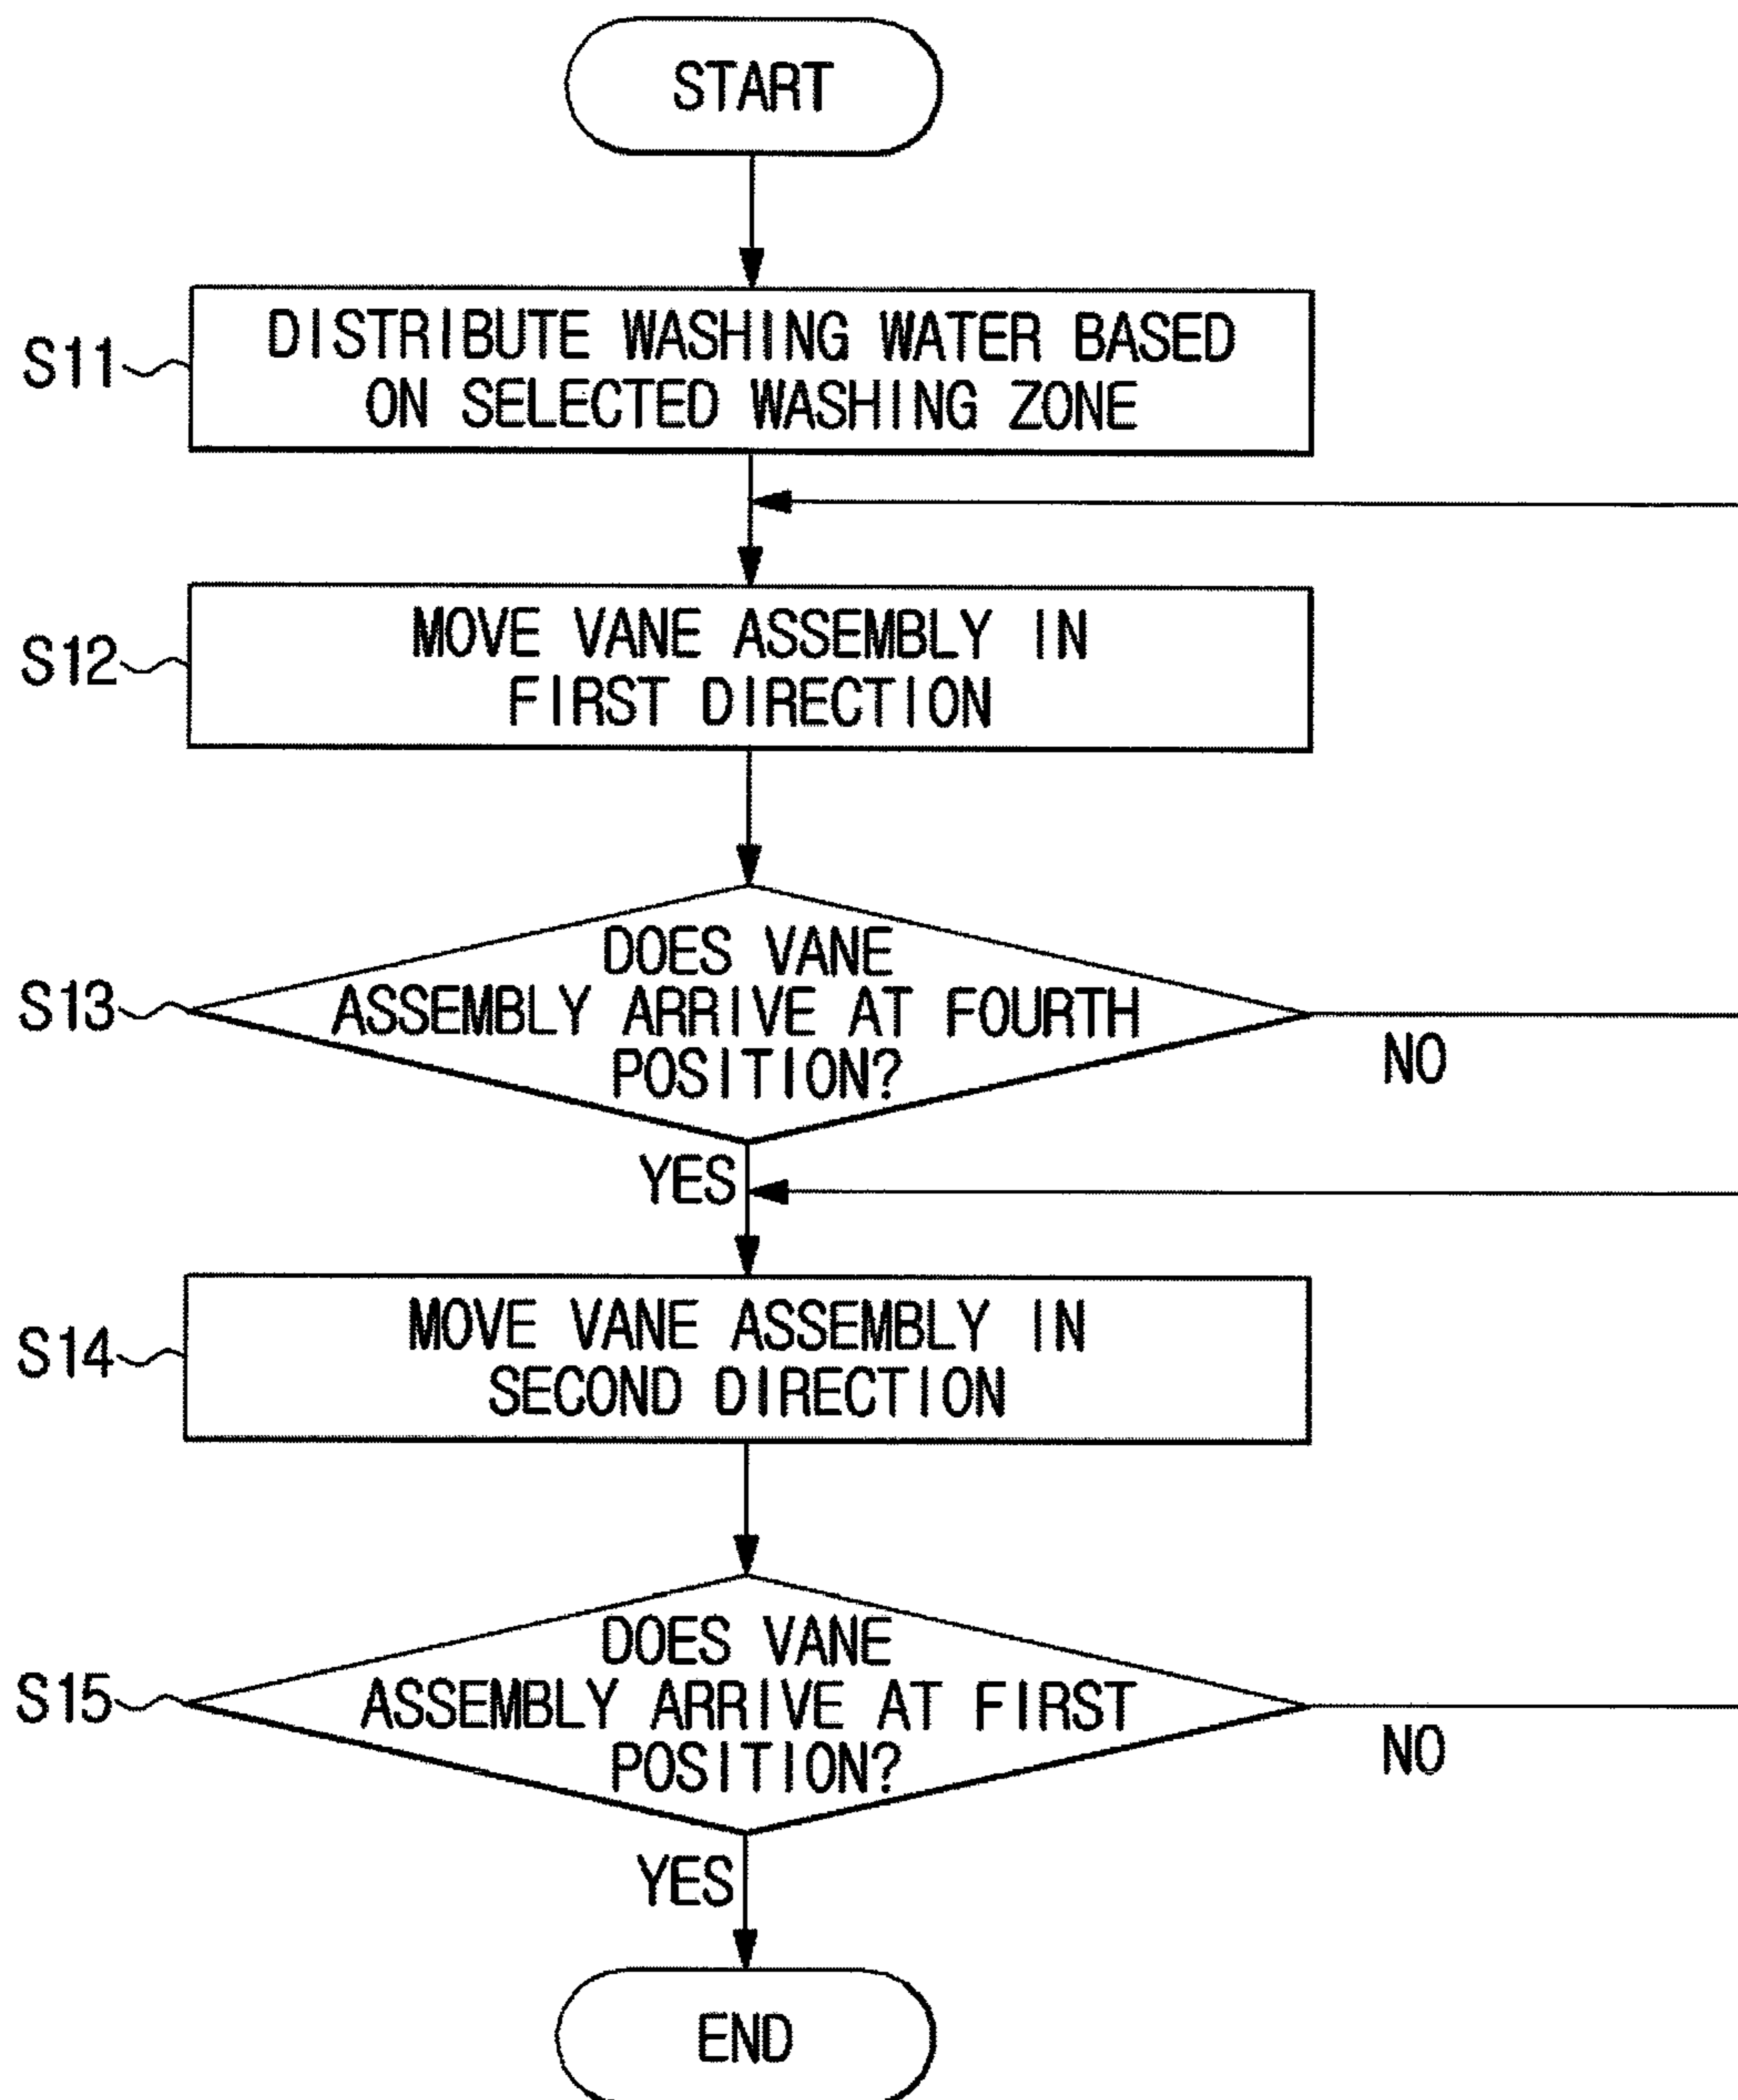 START
S11
DISTRIBUTE WASHING WATER BASED
ON SELECTED WASHING ZONE
S12
MOVE VANE ASSEMBLY IN
FIRST DIRECTION
S13
DOES VANE
ASSEMBLY ARRIVE AT FOURTH
POSITION?
NO
YES
S14
MOVE VANE ASSEMBLY IN
SECOND DIRECTION
S15
DOES VANE
ASSEMBLY ARRIVE AT FIRST
POSITION?
NO
YES
END